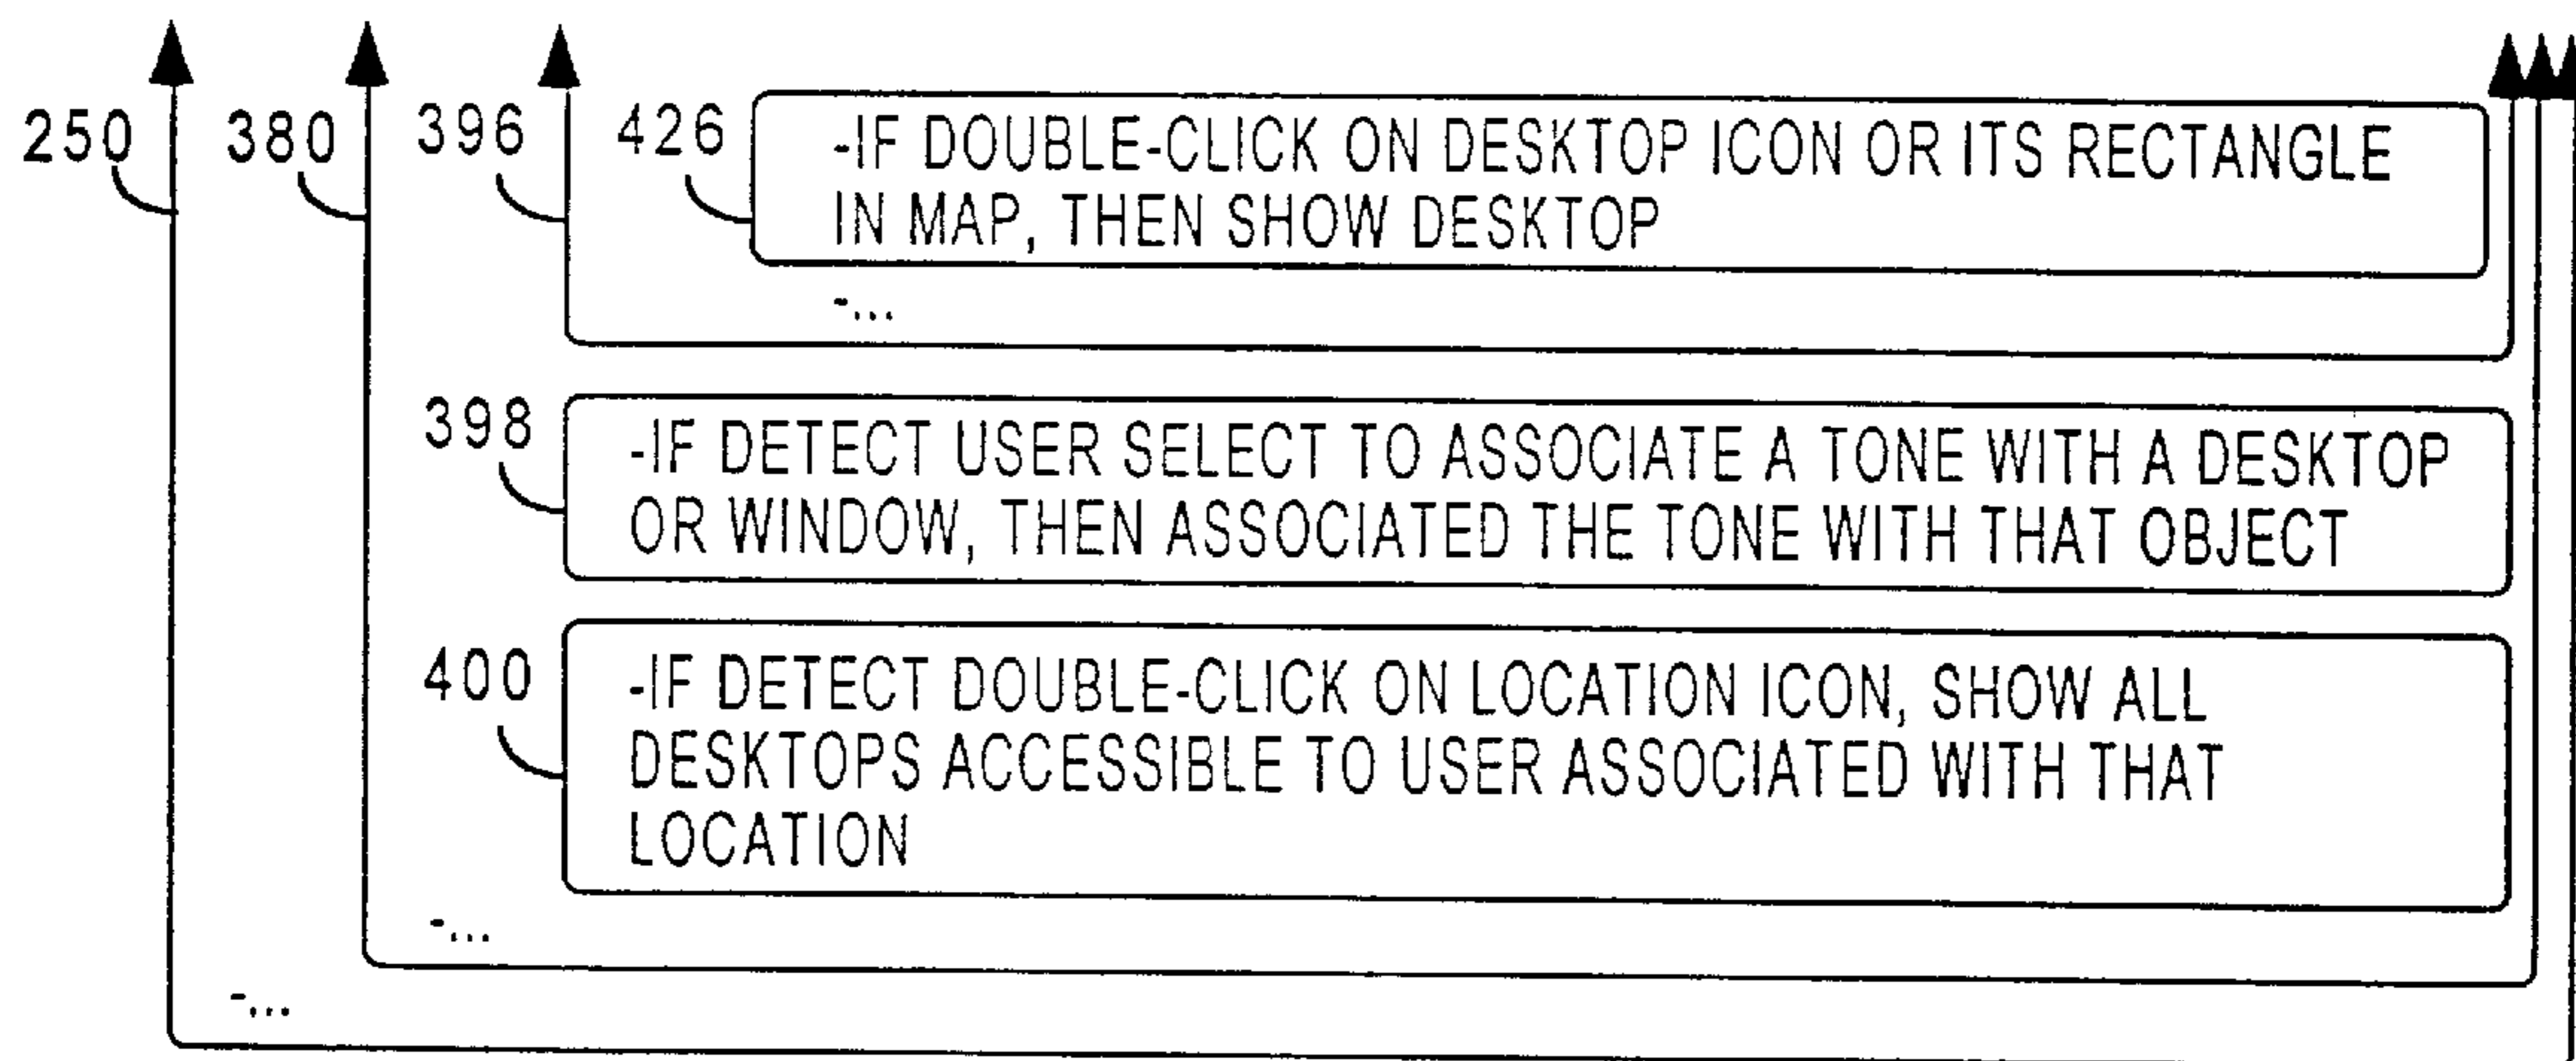 250 380 396 426 -IF DOUBLE-CLICK ON DESKTOP ICON OR ITS RECTANGLE
IN MAP, THEN SHOW DESKTOP
-...
398 -IF DETECT USER SELECT TO ASSOCIATE A TONE WITH A DESKTOP
OR WINDOW, THEN ASSOCIATED THE TONE WITH THAT OBJECT
400 -IF DETECT DOUBLE-CLICK ON LOCATION ICON, SHOW ALL
DESKTOPS ACCESSIBLE TO USER ASSOCIATED WITH THAT
LOCATION
-...
-...